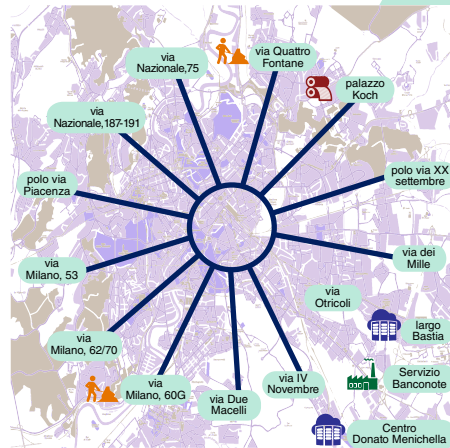 via
Nazionale,75
via Quattro
Fontane
palazzo
Koch
via
Nazionale,187-191
polo via XX
settembre
polo via
Piacenza
via dei
Mille
via
Milano, 53
via
Otricoli
largo
Bastia
via
Milano, 62/70
Servizio
Banconote
via
Milano, 60G
via Due
Macelli
via IV
Novembre
Centro
Donato Menichella